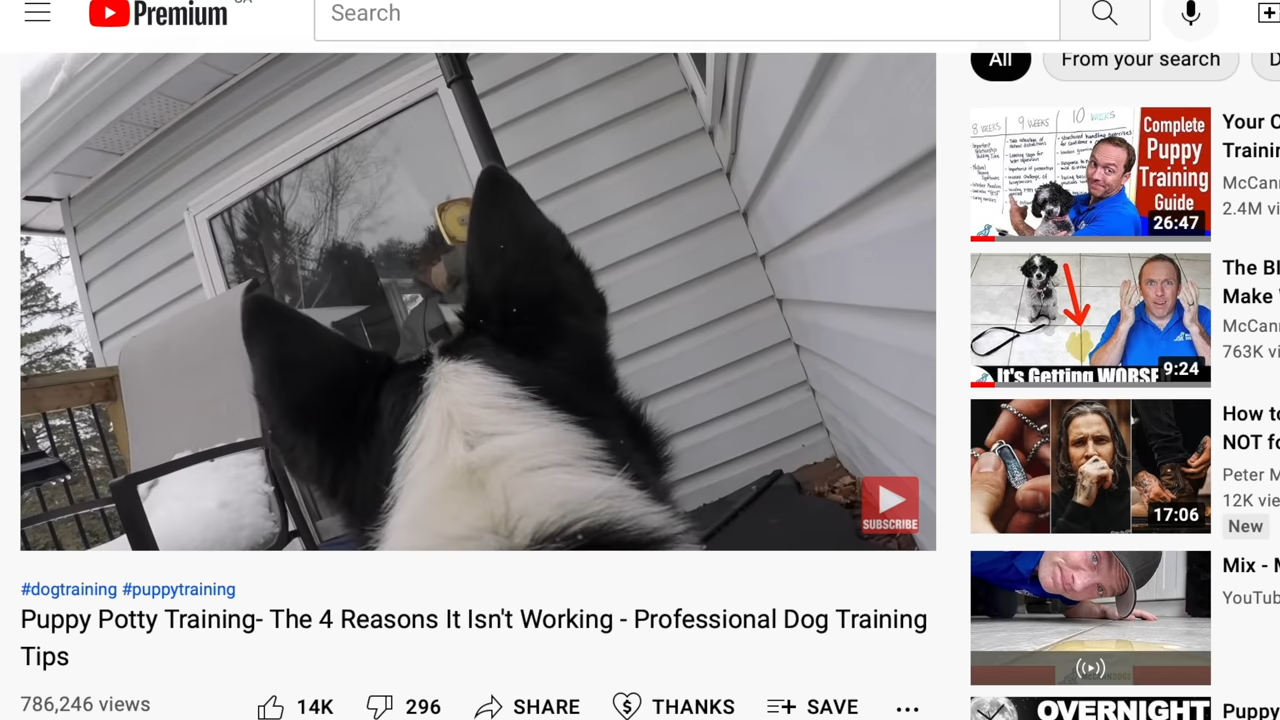 Premium
Search
All
From your search
SUBSCRIBE
#dogtraining #puppytraining
Puppy Potty Training- The 4 Reasons It Isn't Working - Professional Dog Training
Tips
786,246 views
14K
296
SHARE
THANKS
SAVE
8 WEEKS
9 WEEKS
10 WEEKS
Complete
Puppy
Training
Guide
26:47
Your C
Trainin
McCann
2.4M vi
It's Getting WORSE
9:24
The Bl
Make
McCann
763K vi
17:06
How to
NOT fo
Peter M
12K vie
New
Mix - M
YouTub
OVERNIGHT
Puppy